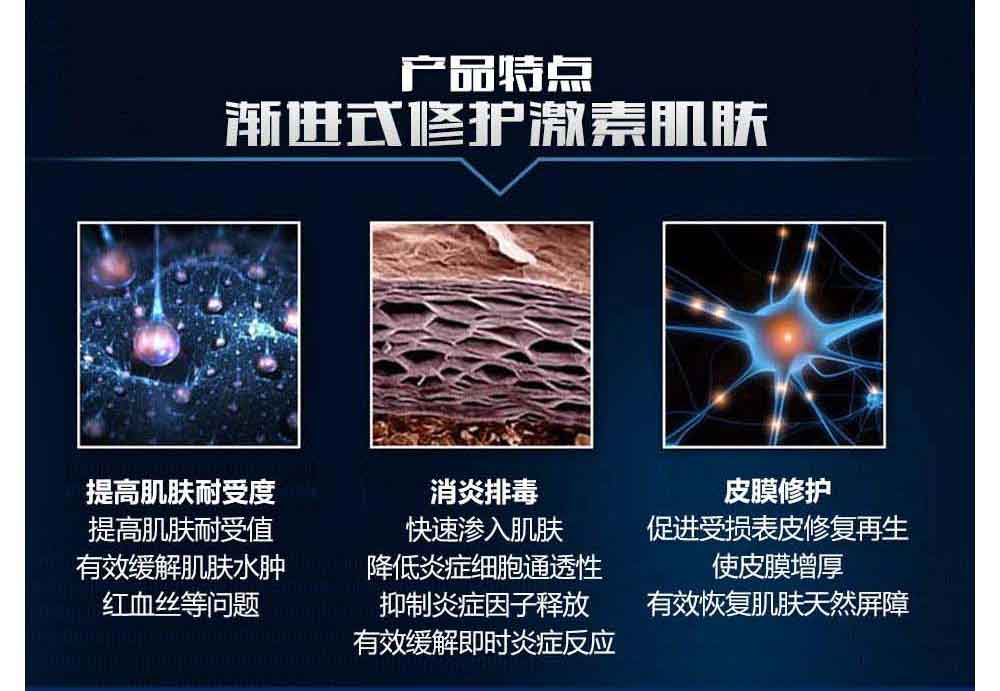 产品特点
渐进式修护激素肌肤
提高肌肤耐受度
提高肌肤耐受值
有效缓解肌肤水肿
红血丝等问题
消炎排毒
快速渗入肌肤
降低炎症细胞通透性
抑制炎症因子释放
有效缓解即时炎症反应
皮膜修护
促进受损表皮修复再生
使皮膜增厚
有效恢复肌肤天然屏障